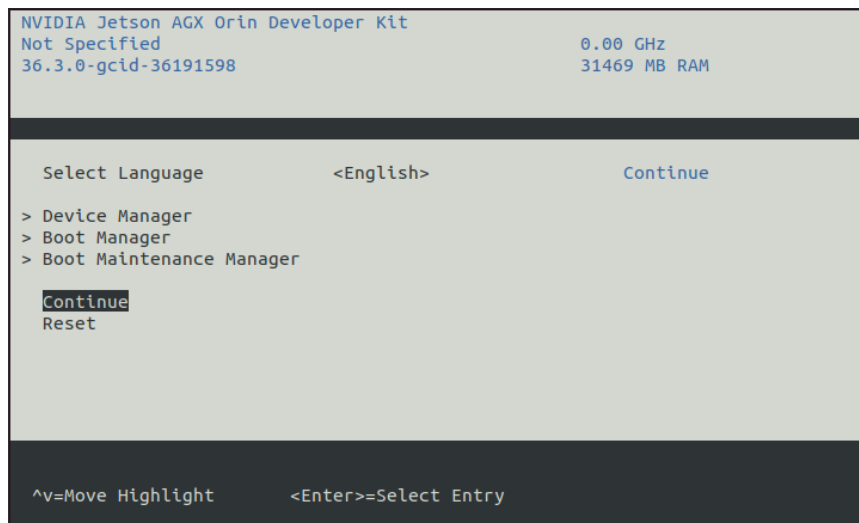 NVIDIA Jetson AGX Orin Developer Kit
Not Specified 0.00 GHz
36.3.0-gcid-36191598 31469 MB RAM
Select Language <English> Continue
> Device Manager
> Boot Manager
> Boot Maintenance Manager
Continue
Reset
^v=Move Highlight <Enter>=Select Entry